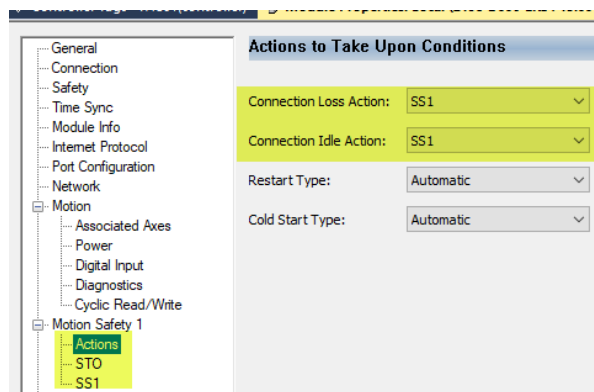 General
Connection
Safety
Time Sync
Module Info
Internet Protocol
Port Configuration
Network
Motion
Associated Axes
Power
Digital Input
Diagnostics
Cyclic Read/Write
Motion Safety 1
Actions
STO
SS1
Actions to Take Upon Conditions
Connection Loss Action: SS1
Connection Idle Action: SS1
Restart Type: Automatic
Cold Start Type: Automatic